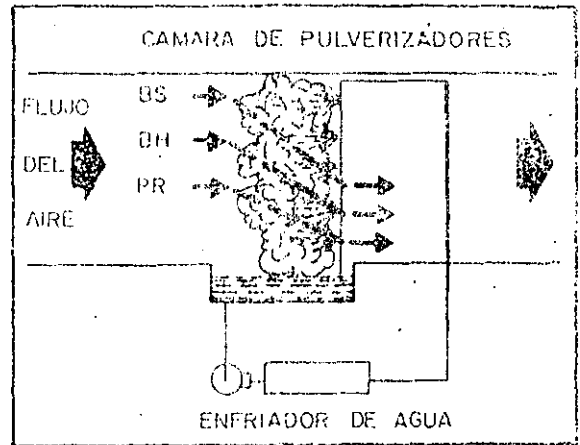 CAMARA DE PULVERIZADORES
FLUJO
DEL
AIRE
BS
BH
PR
ENFRIADOR DE AGUA